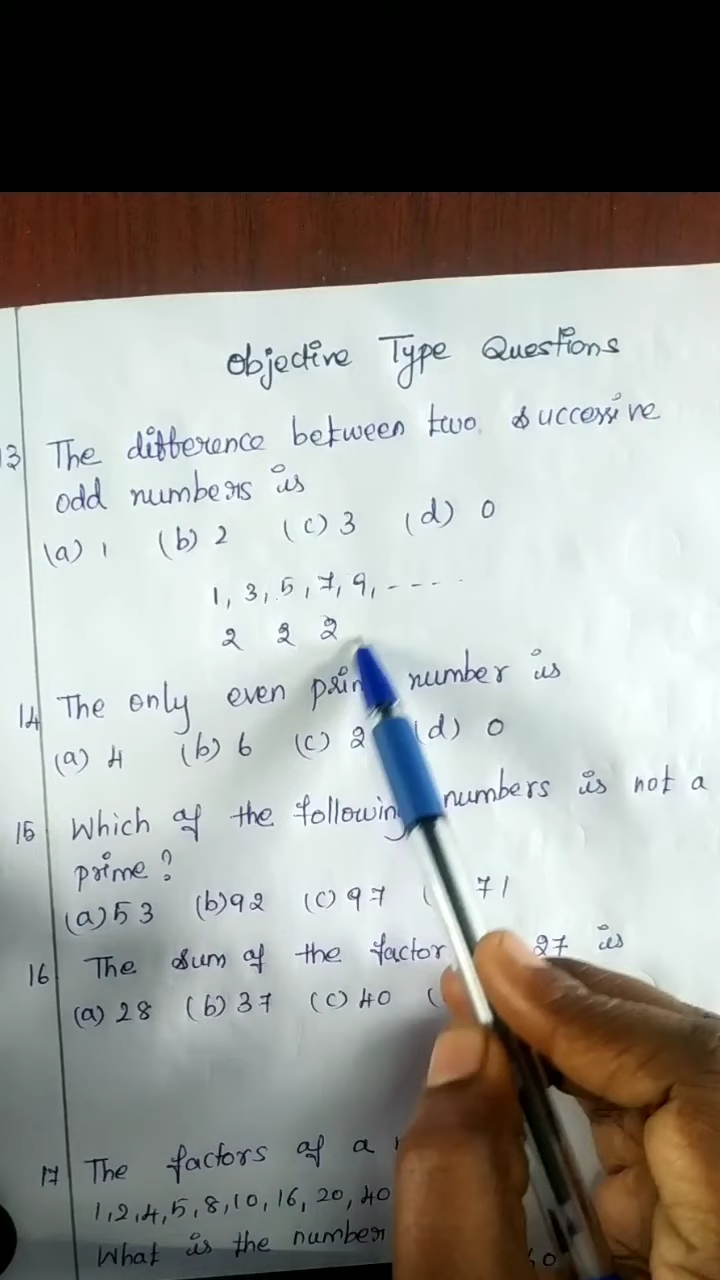 Objective Type Questions
13 The difference between two successive
odd numbers is
(a) 1 (b) 2 (c) 3 (d) 0
1, 3, 5, 7, 9, - - - -
2 2 2
14 The only even number is
(a) 4 (b) 6 (c) 2 (d) 0
15 Which of the following numbers is not a
prime?
(a) 53 (b) 92 (c) 97 ( 71
16 The sum of the factor 27 is
(a) 28 (b) 37 (c) 40 (
17 The factors of a
1, 2, 4, 5, 8, 10, 16, 20, 40
What is the number